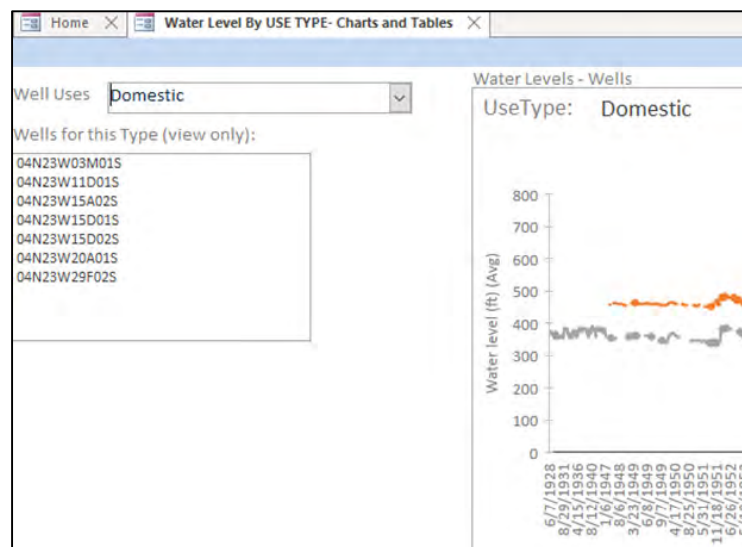 Home
Water Level By USE TYPE- Charts and Tables
Well Uses
Domestic
Wells for this Type (view only):
04N23W03M01S
04N23W11D01S
04N23W15A02S
04N23W15D01S
04N23W15D02S
04N23W20A01S
04N23W29F02S
Water Levels - Wells
UseType: Domestic
Water level (ft) (Avg)
800
700
600
500
400
300
200
100
0
6/7/1928
8/29/1931
4/15/1936
8/12/1940
1/6/1947
8/6/1948
3/23/1949
6/8/1949
9/7/1949
4/17/1950
8/25/1950
5/31/1951
11/18/1951
6/26/1952